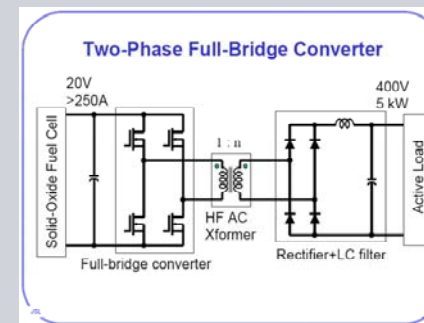 Two-Phase Full-Bridge Converter
20V
>250A
400V
5 kW
Solid-Oxide Fuel Cell
1 : n
Active Load
HF AC
Xformer
Full-bridge converter
Rectifier+LC filter